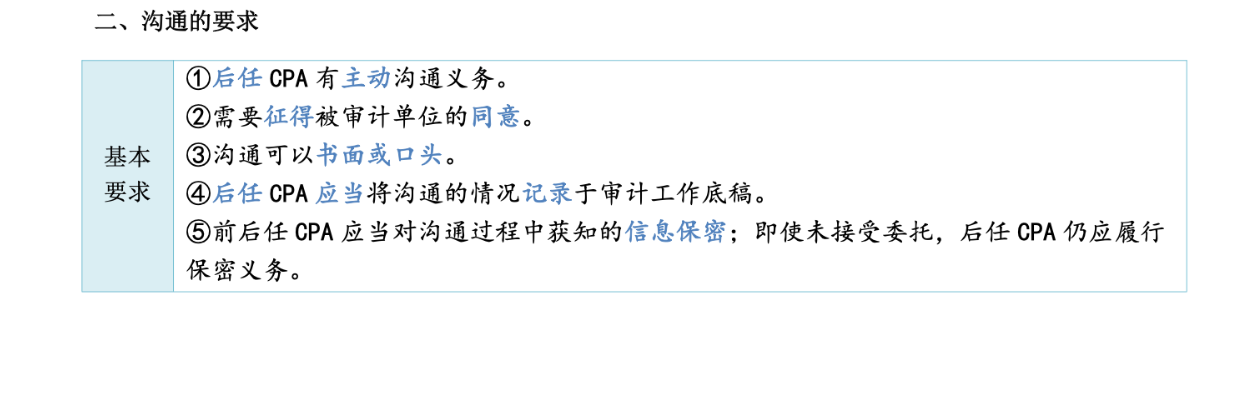 二、沟通的要求
①后任 CPA 有主动沟通义务。
②需要征得被审计单位的同意。
③沟通可以书面或口头。
基本
要求
④后任 CPA 应当将沟通的情况记录于审计工作底稿。
⑤前后任 CPA 应当对沟通过程中获知的信息保密；即使未接受委托，后任 CPA 仍应履行
保密义务。